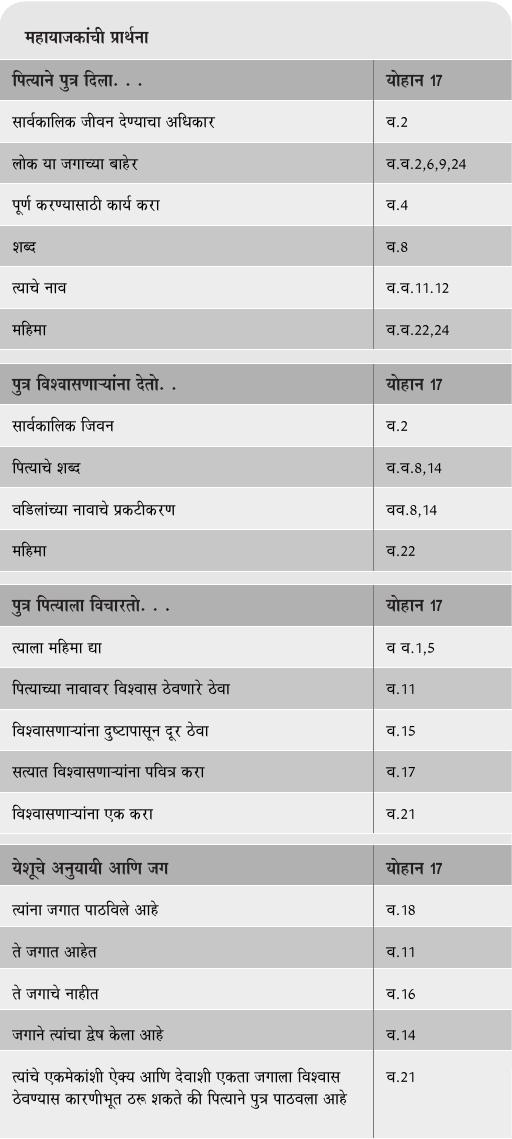 महायाजकांची प्रार्थना
पित्याने पुत्र दिला. . . योहान 17
सार्वकालिक जीवन देण्याचा अधिकार व.2
लोक या जगाच्या बाहेर व.व.2,6,9,24
पूर्ण करण्यासाठी कार्य करा व.4
शब्द व.8
त्याचे नाव व.व.11.12
महिमा व.व.22,24
पुत्र विश्वासणाऱ्यांना देतो. . योहान 17
सार्वकालिक जिवन व.2
पित्याचे शब्द व.व.8,14
वडिलांच्या नावाचे प्रकटीकरण वव.8,14
महिमा व.22
पुत्र पित्याला विचारतो. . . योहान 17
त्याला महिमा द्या व व.1,5
पित्याच्या नावावर विश्वास ठेवणारे ठेवा व.11
विश्वासणाऱ्यांना दुष्टापासून दूर ठेवा व.15
सत्यात विश्वासणाऱ्यांना पवित्र करा व.17
विश्वासणाऱ्यांना एक करा व.21
येशूचे अनुयायी आणि जग योहान 17
त्यांना जगात पाठविले आहे व.18
ते जगात आहेत व.11
ते जगाचे नाहीत व.16
जगाने त्यांचा द्वेष केला आहे व.14
त्यांचे एकमेकांशी ऐक्य आणि देवाशी एकता जगाला विश्वास व.21
ठेवण्यास कारणीभूत ठरू शकते की पित्याने पुत्र पाठवला आहे